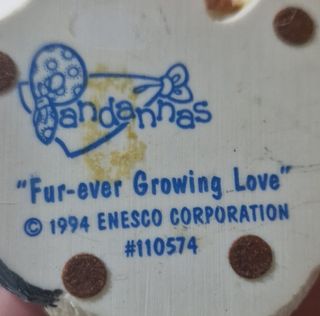 Bandannas
"Fur-ever Growing Love"
© 1994 ENESCO CORPORATION
#110574